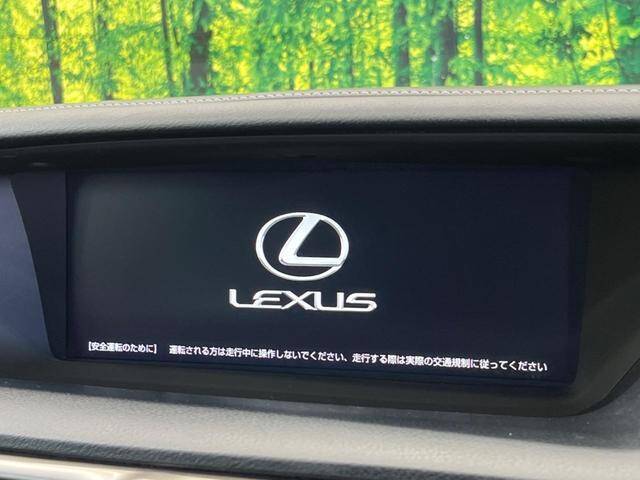 LEXUS
【安全運転のために】 運転される方は走行中に操作しないでください、走行する際は実際の交通規制に従ってください